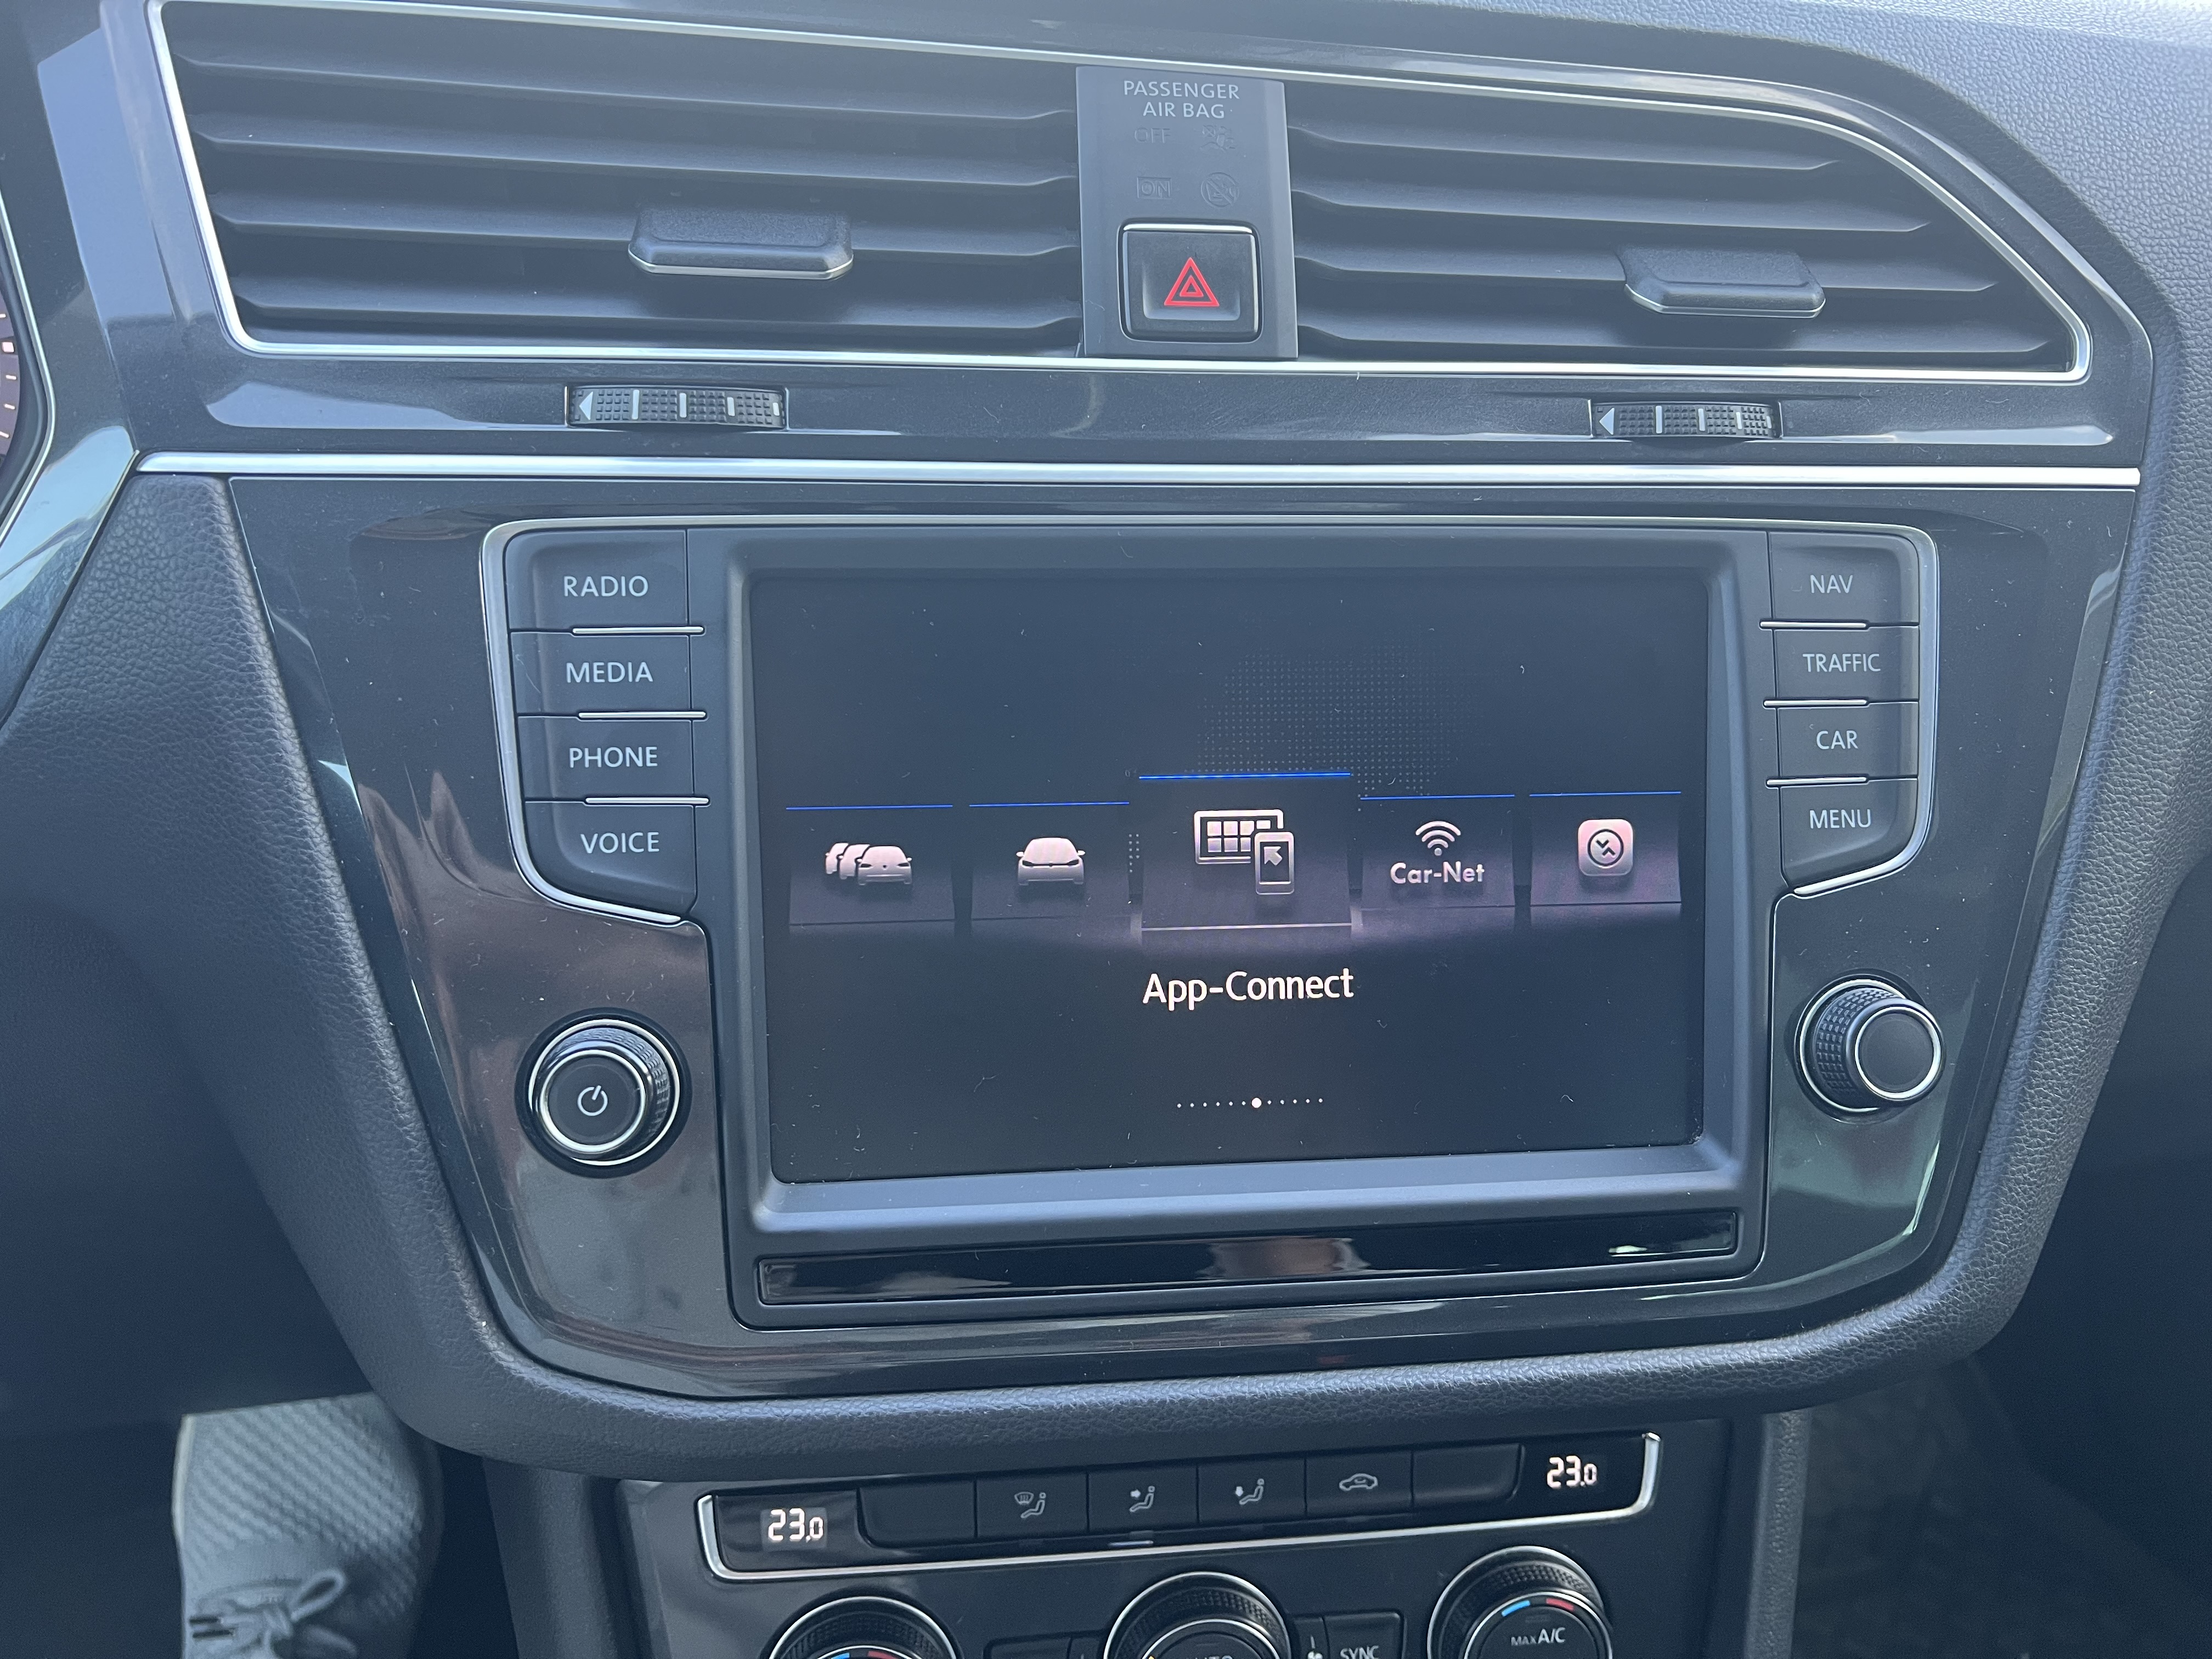 PASSENGER
AIR BAG
OFF
ON
RADIO
MEDIA
PHONE
VOICE
NAV
TRAFFIC
CAR
MENU
Car-Net
App-Connect
23.0
23.0
SYNC
MAX A/C